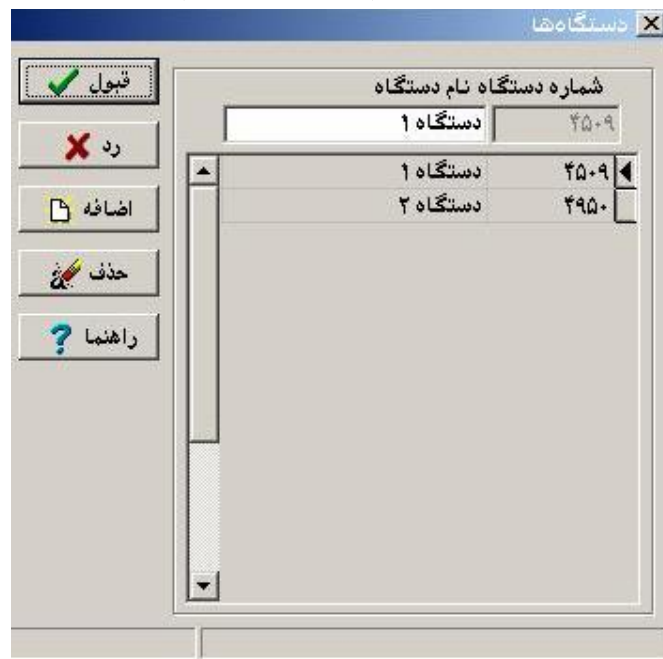 دستگاه‌ها
شماره دستگاه نام دستگاه
۴۵۰۹ دستگاه ۱
۴۵۰۹ دستگاه ۱
۴۹۵۰ دستگاه ۲
قبول
رد
اضافه
حذف
راهنما